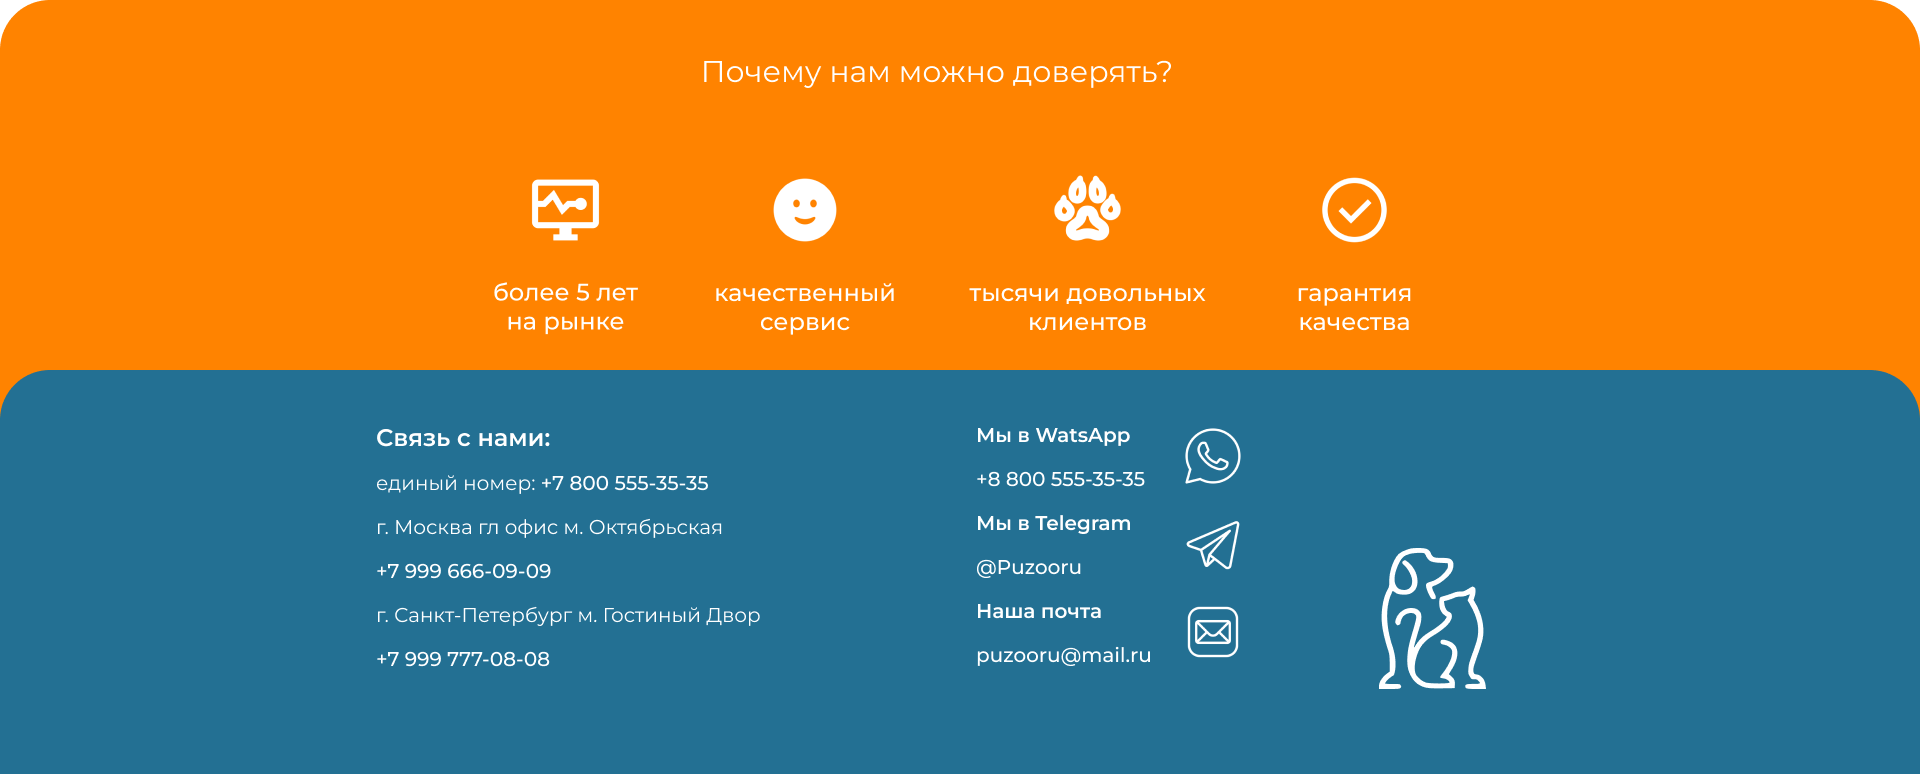 Почему нам можно доверять?
более 5 лет
на рынке
качественный
сервис
тысячи довольных
клиентов
гарантия
качества
Связь с нами:
единый номер: +7 800 555-35-35
г. Москва гл офис м. Октябрьская
+7 999 666-09-09
г. Санкт-Петербург м. Гостиный Двор
+7 999 777-08-08
Мы в WatsApp
+8 800 555-35-35
Мы в Telegram
@Puzooru
Наша почта
puzooru@mail.ru